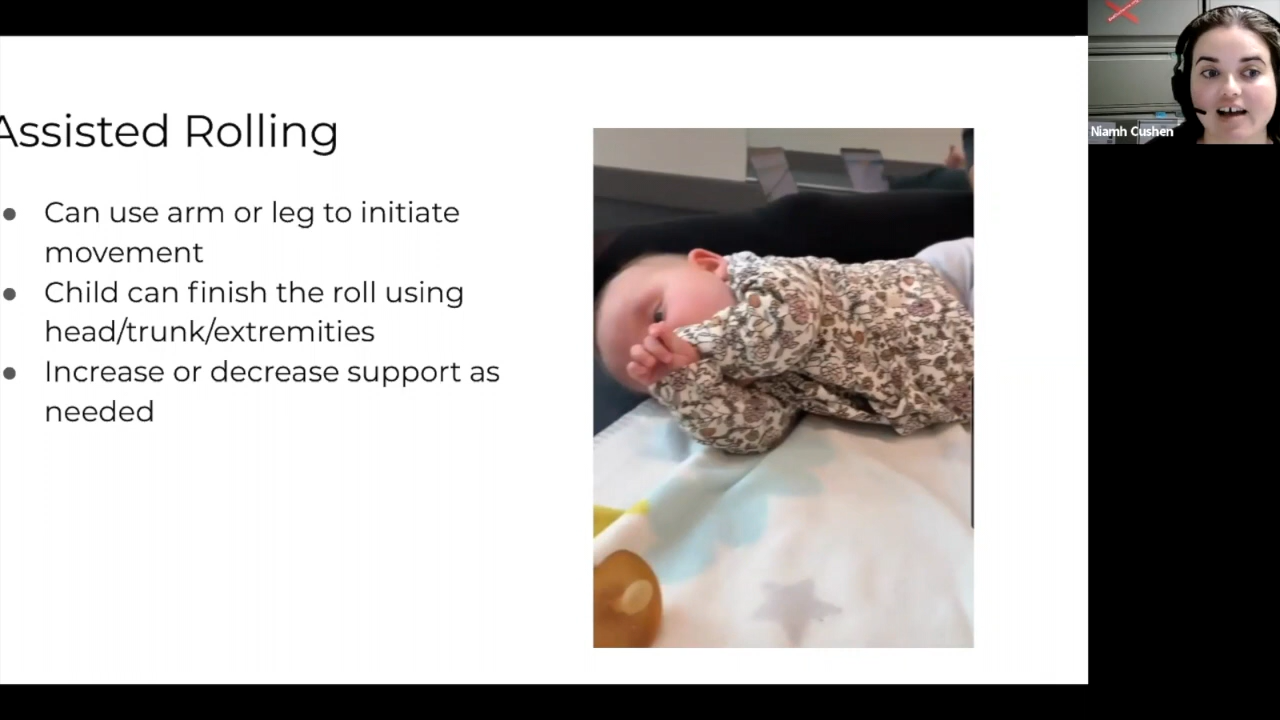 Assisted Rolling
● Can use arm or leg to initiate
movement
● Child can finish the roll using
head/trunk/extremities
● Increase or decrease support as
needed
Niamh Cushen